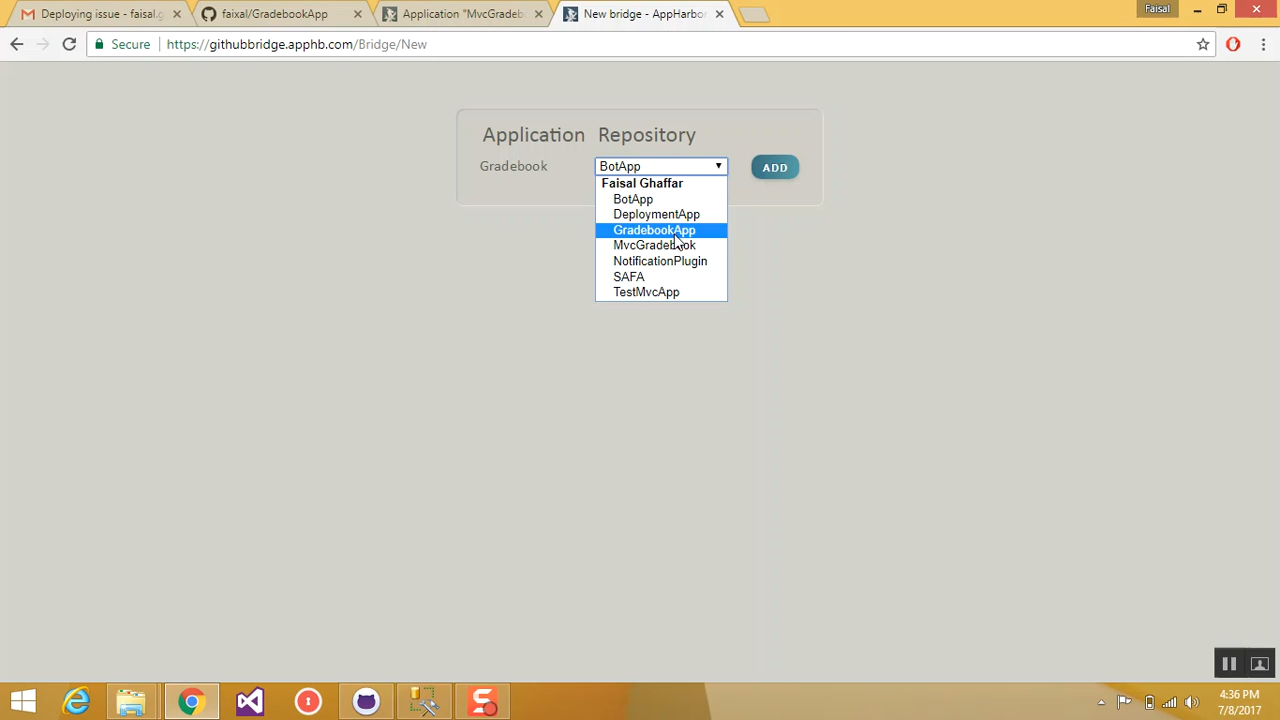 Deploying issue - faisal.g
faixal/GradebookApp
Application "MvcGradeb
New bridge - AppHarbor
Faisal
Secure
https://githubbridge.apphb.com/Bridge/New
Application Repository
Gradebook
BotApp
ADD
Faisal Ghaffar
BotApp
DeploymentApp
GradebookApp
MvcGradebook
NotificationPlugin
SAFA
TestMvcApp
4:36 PM
7/8/2017